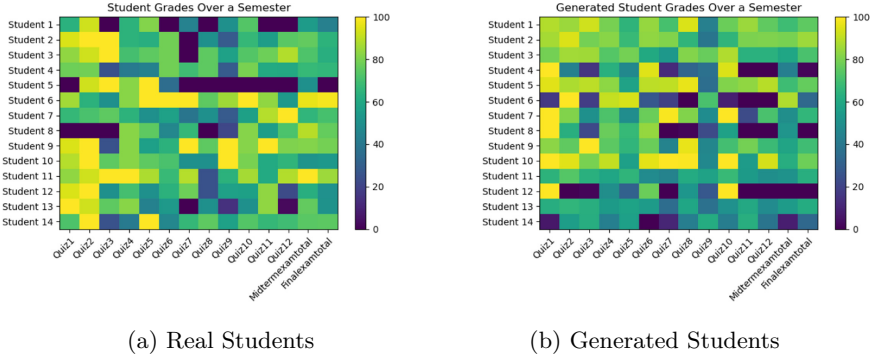 Student Grades Over a Semester
Student 1
Student 2
Student 3
Student 4
Student 5
Student 6
Student 7
Student 8
Student 9
Student 10
Student 11
Student 12
Student 13
Student 14
Quiz1
Quiz2
Quiz3
Quiz4
Quiz5
Quiz6
Quiz7
Quiz8
Quiz9
Quiz10
Quiz11
Quiz12
Midtermexamtotal
Finalexamtotal
100
80
60
40
20
0
(a) Real Students
Generated Student Grades Over a Semester
Student 1
Student 2
Student 3
Student 4
Student 5
Student 6
Student 7
Student 8
Student 9
Student 10
Student 11
Student 12
Student 13
Student 14
Quiz1
Quiz2
Quiz3
Quiz4
Quiz5
Quiz6
Quiz7
Quiz8
Quiz9
Quiz10
Quiz11
Quiz12
Midtermexamtotal
Finalexamtotal
100
80
60
40
20
0
(b) Generated Students